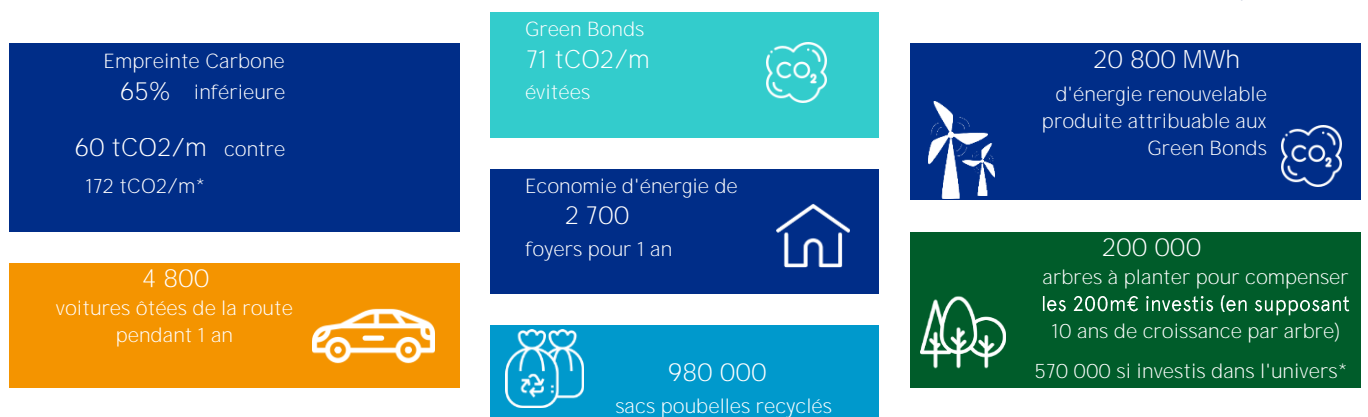 Empreinte Carbone
65% inférieure
60 tCO2/m contre
172 tCO2/m*
4 800
voitures ôtées de la route
pendant 1 an
Green Bonds
71 tCO2/m
évitées
CO2
Economie d'énergie de
2 700
foyers pour 1 an
980 000
sacs poubelles recyclés
20 800 MWh
d'énergie renouvelable
produite attribuable aux
Green Bonds
CO2
200 000
arbres à planter pour compenser
les 200m€ investis (en supposant
10 ans de croissance par arbre)
570 000 si investis dans l'univers*